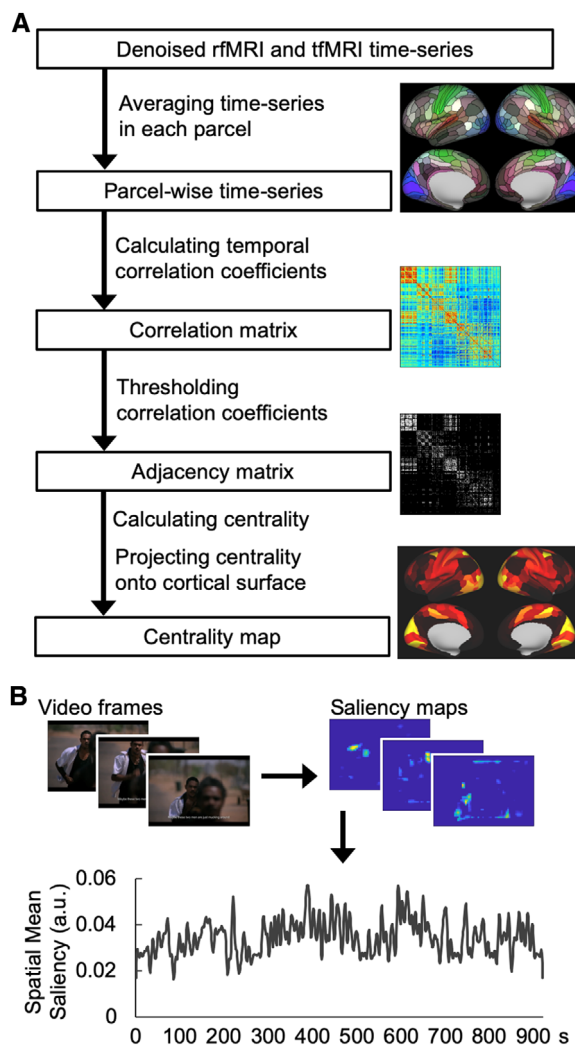 A
Denoised rfMRI and tfMRI time-series
Averaging time-series
in each parcel
Parcel-wise time-series
Calculating temporal
correlation coefficients
Correlation matrix
Thresholding
correlation coefficients
Adjacency matrix
Calculating centrality
Projecting centrality
onto cortical surface
Centrality map
B
Video frames
Saliency maps
Spatial Mean
Saliency (a.u.)
0.06
0.04
0.02
0
0 100 200 300 400 500 600 700 800 900 s